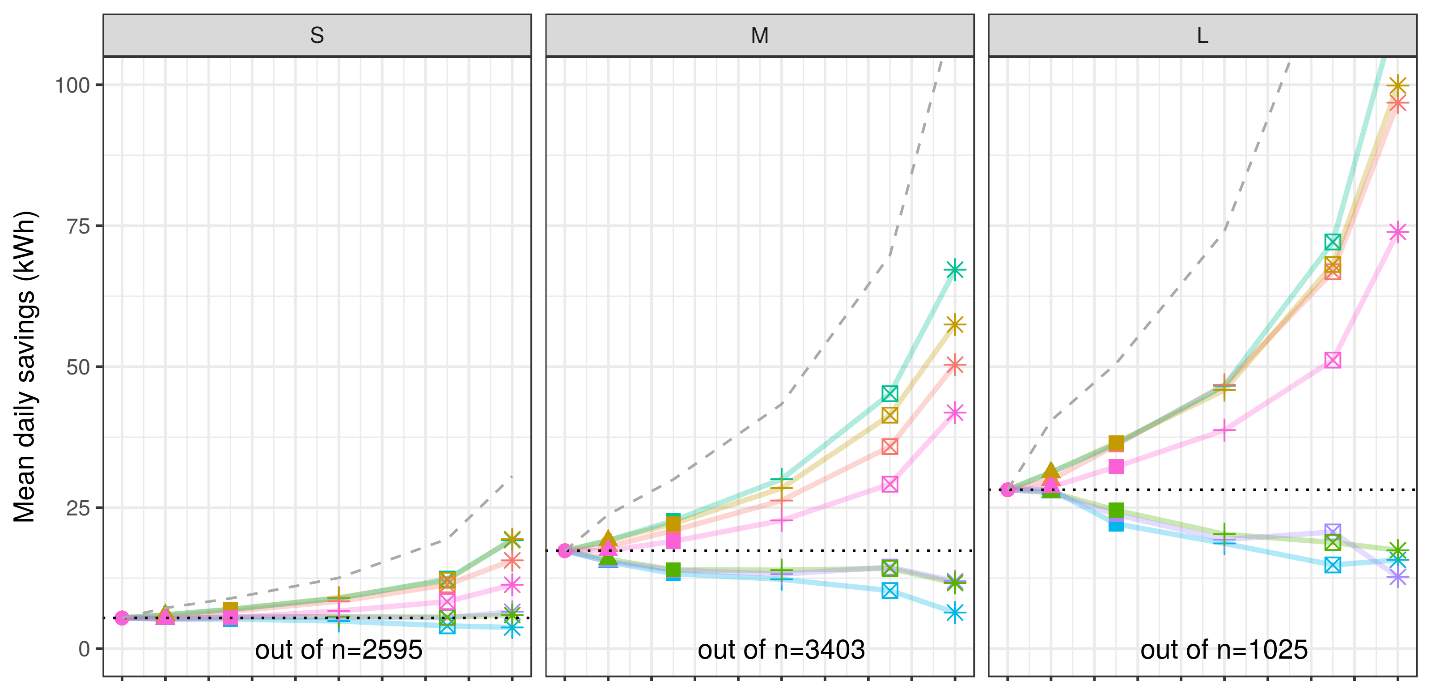 S
M
L
Mean daily savings (kWh)
100
75
50
25
0
out of n=2595
out of n=3403
out of n=1025